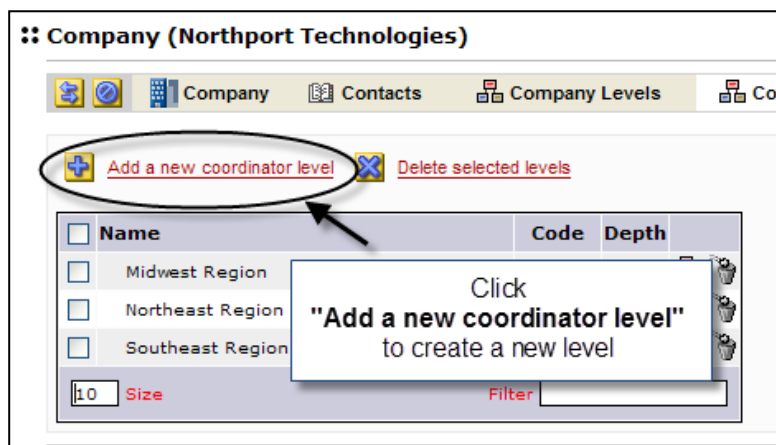 Company (Northport Technologies)
Company Contacts Company Levels Co
Add a new coordinator level Delete selected levels
Name Code Depth
Midwest Region
Northeast Region
Southeast Region
Click
"Add a new coordinator level"
to create a new level
10 Size Filter